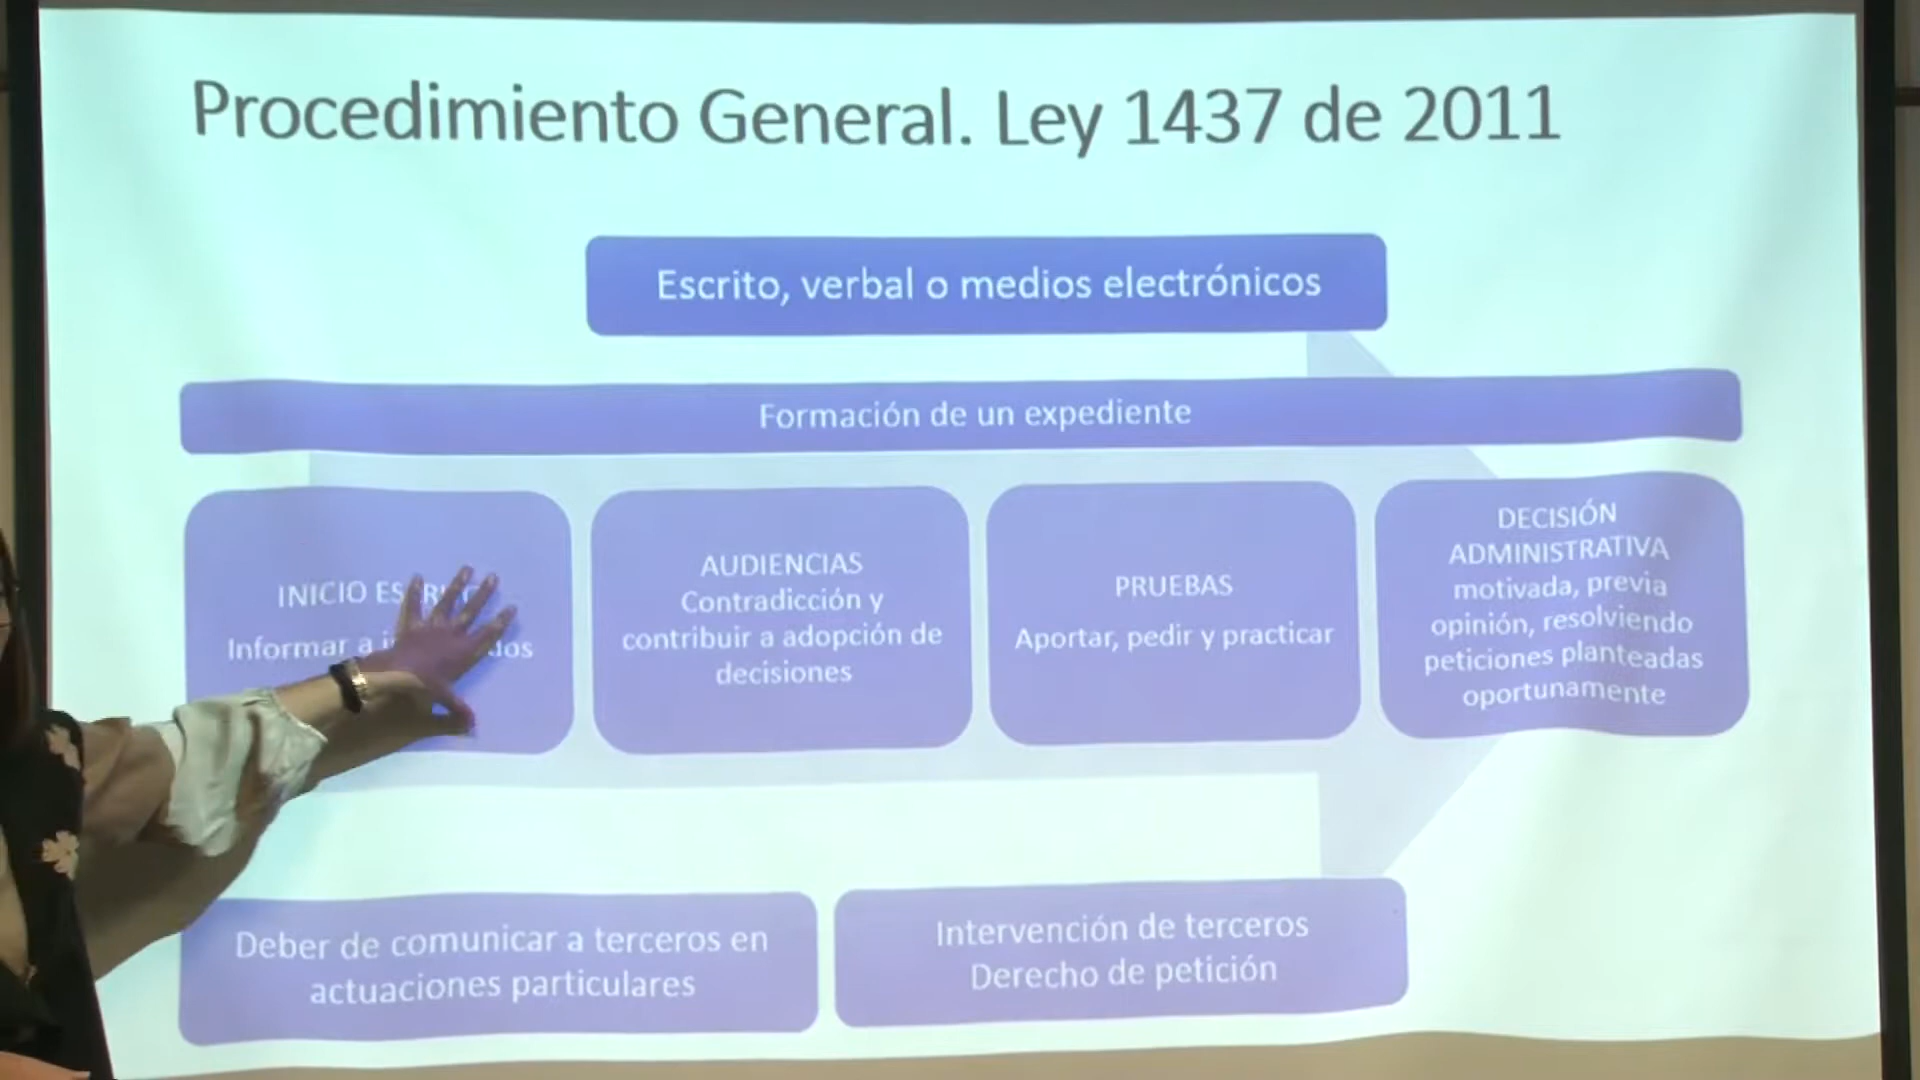 Procedimiento General. Ley 1437 de 2011
Escrito, verbal o medios electrónicos
Formación de un expediente
INICIO
Informar a
AUDIENCIAS
Contradicción y
contribuir a adopción de
decisiones
PRUEBAS
Aportar, pedir y practicar
DECISIÓN
ADMINISTRATIVA
motivada, previa
opinión, resolviendo
peticiones planteadas
oportunamente
Deber de comunicar a terceros en
actuaciones particulares
Intervención de terceros
Derecho de petición